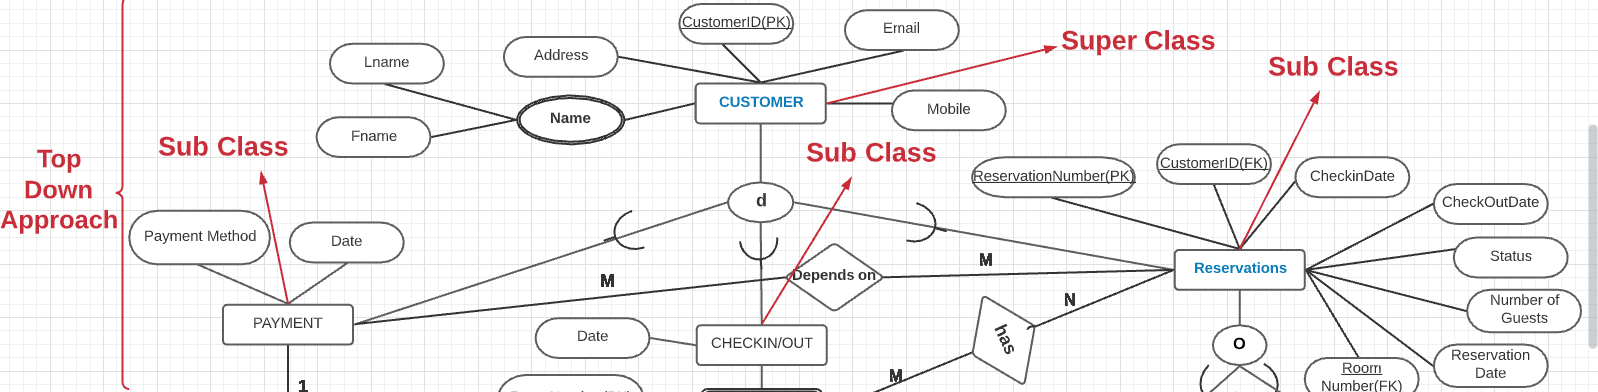 CustomerID(PK)
Email
Super Class
Address
Lname
Sub Class
CUSTOMER
Mobile
Name
Fname
Sub Class
Sub Class
Top
Down
Approach
CustomerID(FK)
ReservationNumber(PK)
CheckinDate
d
CheckOutDate
Payment Method
Date
Status
M
Depends on
M
Reservations
Number of
Guests
N
PAYMENT
Date
CHECKIN/OUT
has
O
Reservation
Date
Room
Number(FK)
M
1